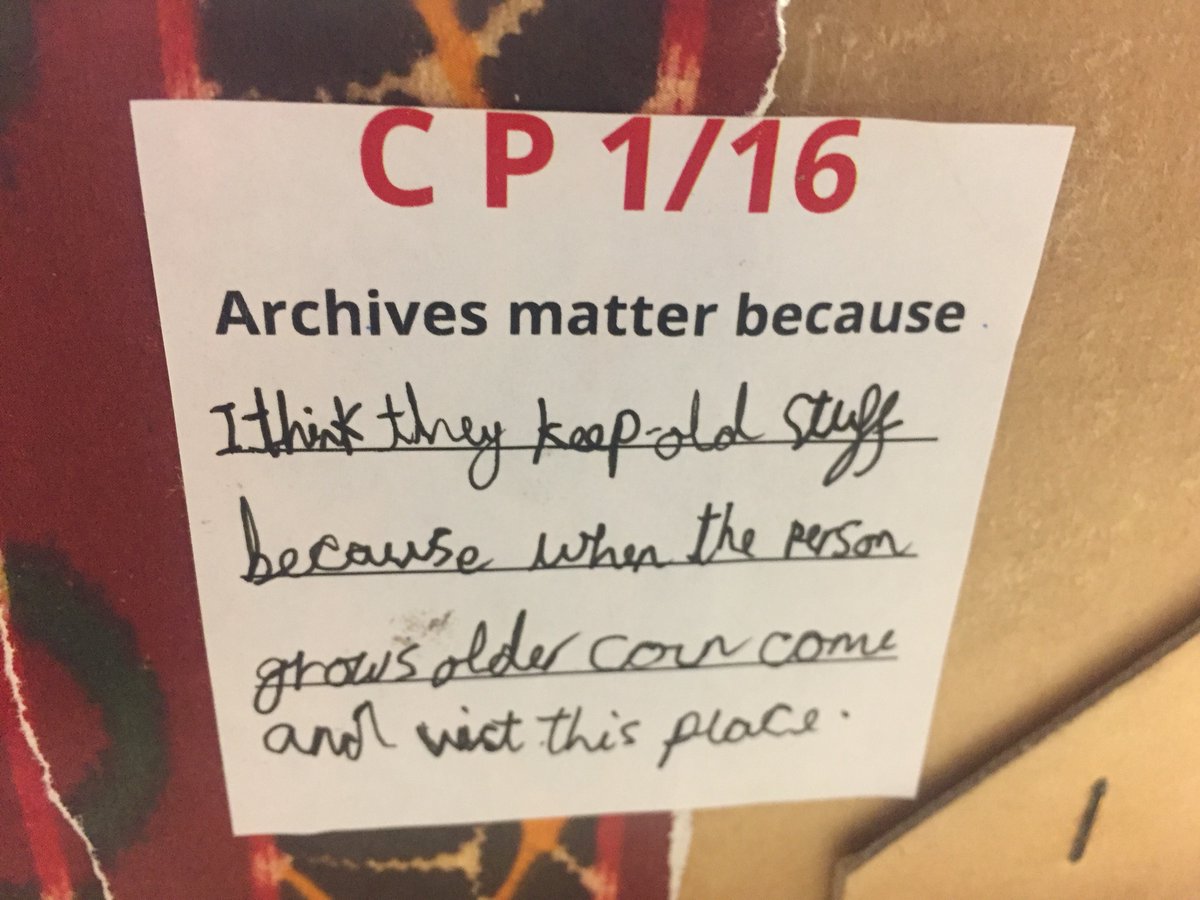 C P 1/16
Archives matter because
I think they keep old stuff
because when the person
grows older can come
and vist this place.